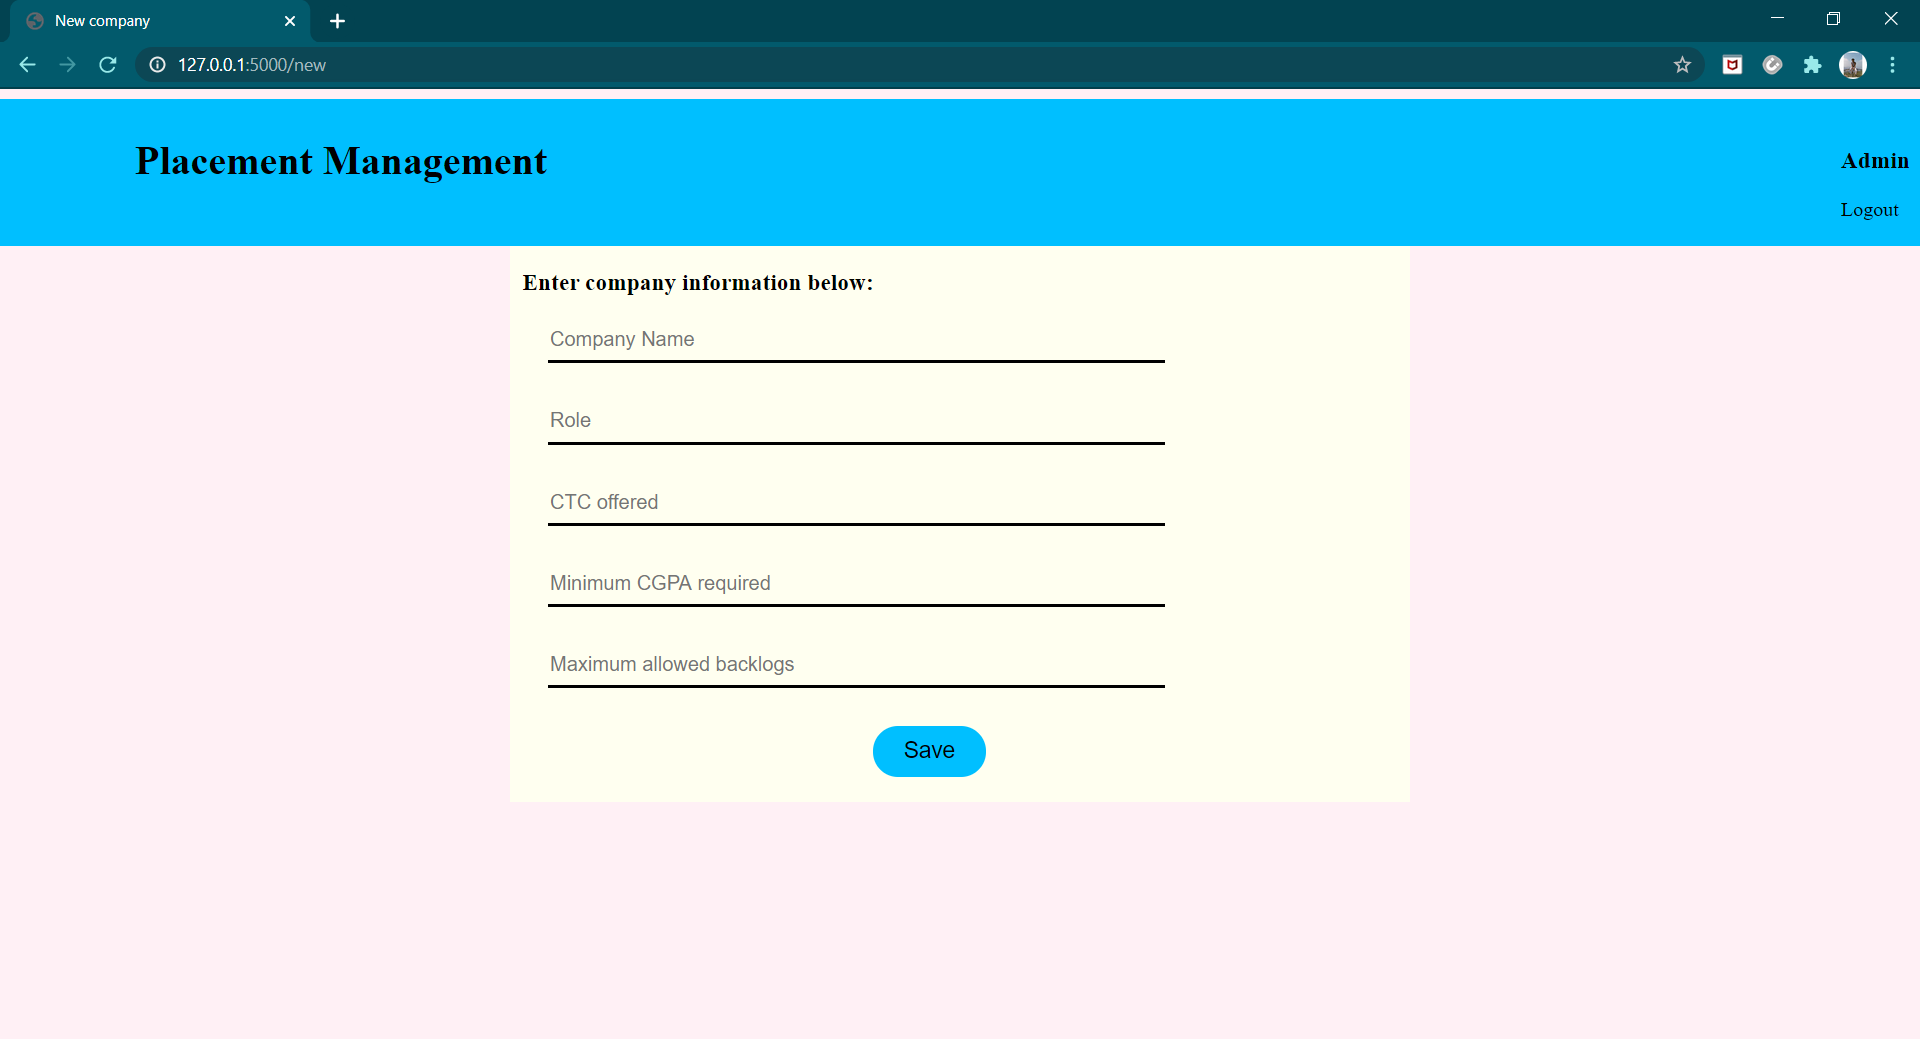 New company
127.0.0.1:5000/new
Placement Management
Admin
Logout
Enter company information below:
Company Name
Role
CTC offered
Minimum CGPA required
Maximum allowed backlogs
Save